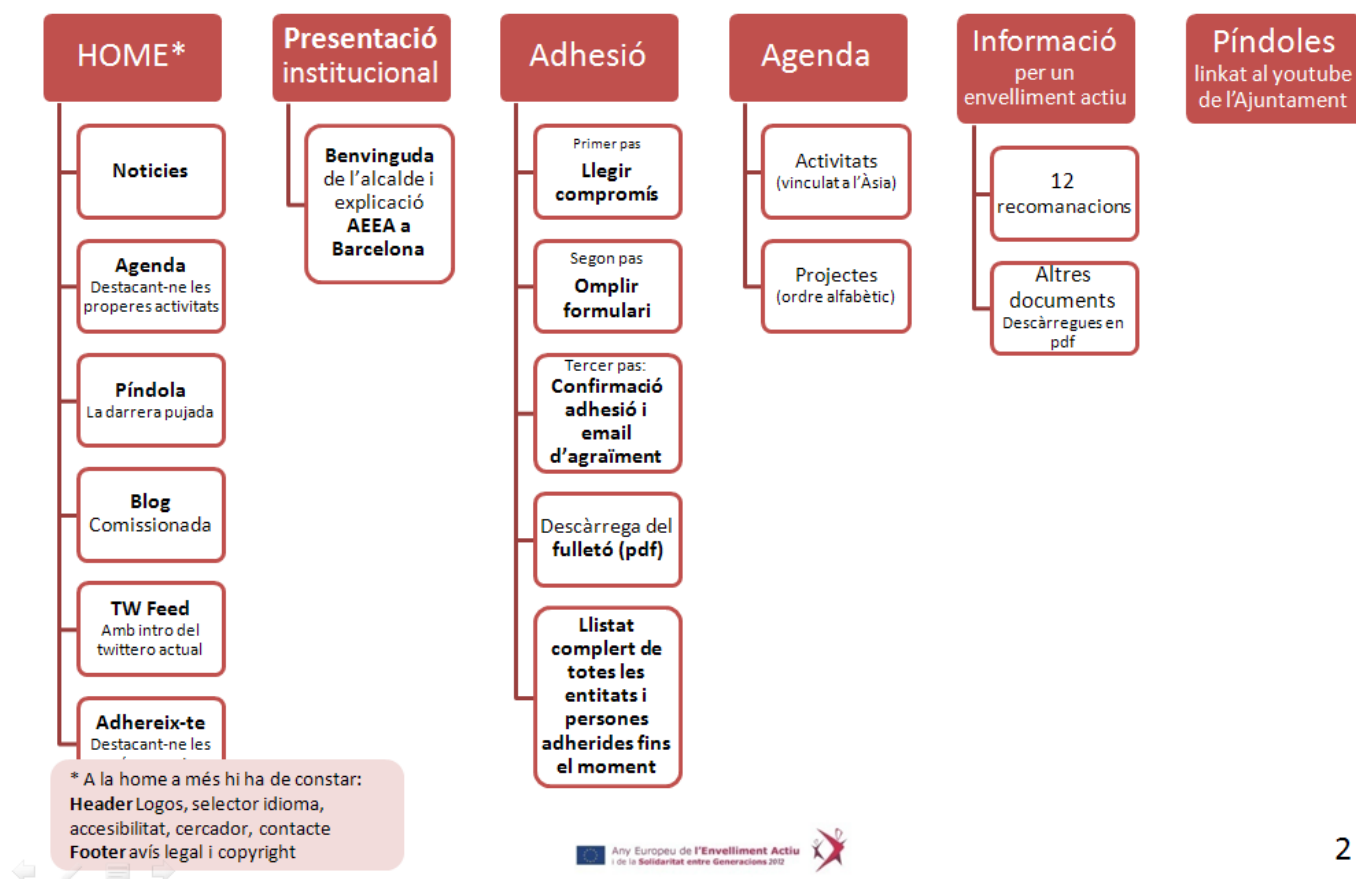 HOME*
Noticies
Agenda
Destacant-ne les
properes activitats
Píndola
La darrera pujada
Blog
Comissionada
TW Feed
Amb intro del
twittero actual
Adhereix-te
Destacant-ne les
* A la home a més hi ha de constar:
Header Logos, selector idioma,
accesibilitat, cercador, contacte
Footer avís legal i copyright
Presentació
institucional
Benvinguda
de l'alcalde i
explicació
AEEA a
Barcelona
Adhesió
Primer pas
Llegir
compromís
Segon pas
Omplir
formulari
Tercer pas:
Confirmació
adhesió i
email
d'agraïment
Descàrrega del
fulletó (pdf)
Llistat
complert de
totes les
entitats i
persones
adherides fins
el moment
Agenda
Activitats
(vinculat a l'Àsia)
Projectes
(ordre alfabètic)
Informació
per un
envelliment actiu
12
recomanacions
Altres
documents
Descàrregues en
pdf
Píndoles
linkat al youtube
de l'Ajuntament
Any Europeu de l'Envelliment Actiu
i de la Solidaritat entre Generacions 2012
2